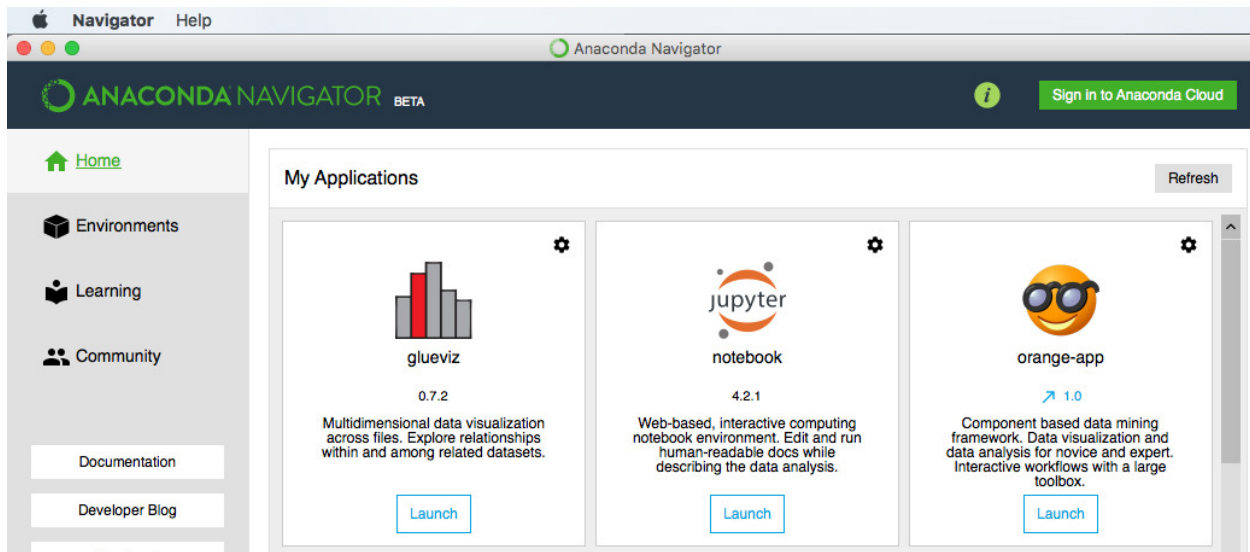 Navigator Help
Anaconda Navigator
ANACONDA NAVIGATOR BETA
i
Sign in to Anaconda Cloud
Home
Environments
Learning
Community
Documentation
Developer Blog
My Applications
Refresh
glueviz
0.7.2
Multidimensional data visualization
across files. Explore relationships
within and among related datasets.
Launch
jupyter
notebook
4.2.1
Web-based, interactive computing
notebook environment. Edit and run
human-readable docs while
describing the data analysis.
Launch
orange-app
1.0
Component based data mining
framework. Data visualization and
data analysis for novice and expert.
Interactive workflows with a large
toolbox.
Launch